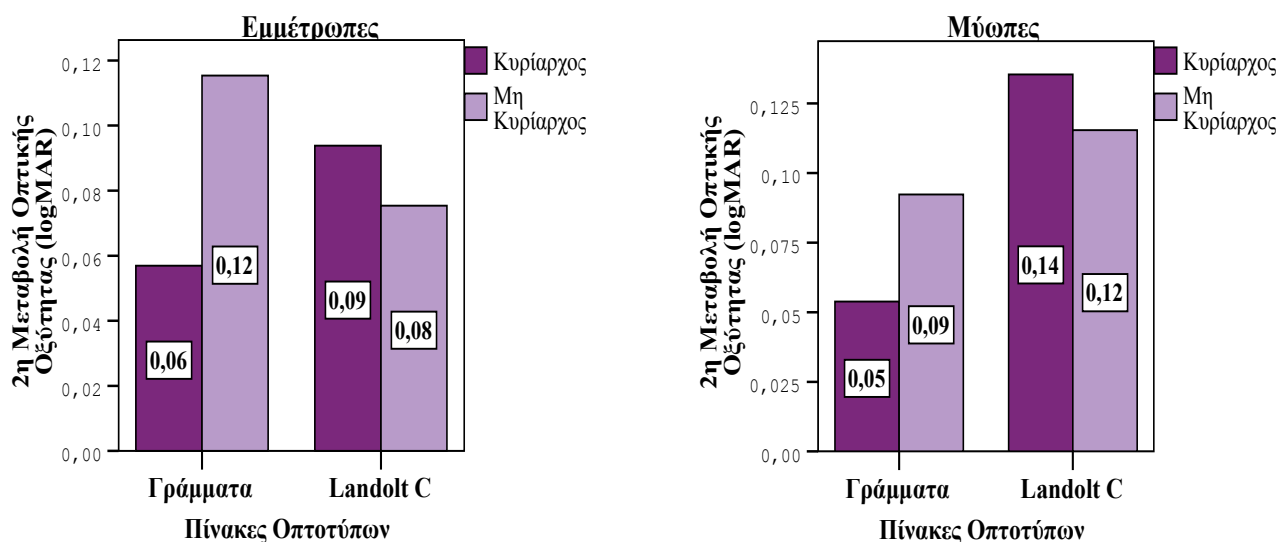 Εμμέτρωπες
Κυρίαρχος
Μη
Κυρίαρχος
2η Μεταβολή Οπτικής
Οξύτητας (logMAR)
0,12
0,10
0,08
0,06
0,04
0,02
0,00
0,06
0,12
0,09
0,08
Γράμματα
Landolt C
Πίνακες Οπτοτύπων
Μύωπες
Κυρίαρχος
Μη
Κυρίαρχος
2η Μεταβολή Οπτικής
Οξύτητας (logMAR)
0,125
0,10
0,075
0,05
0,025
0,00
0,05
0,09
0,14
0,12
Γράμματα
Landolt C
Πίνακες Οπτοτύπων